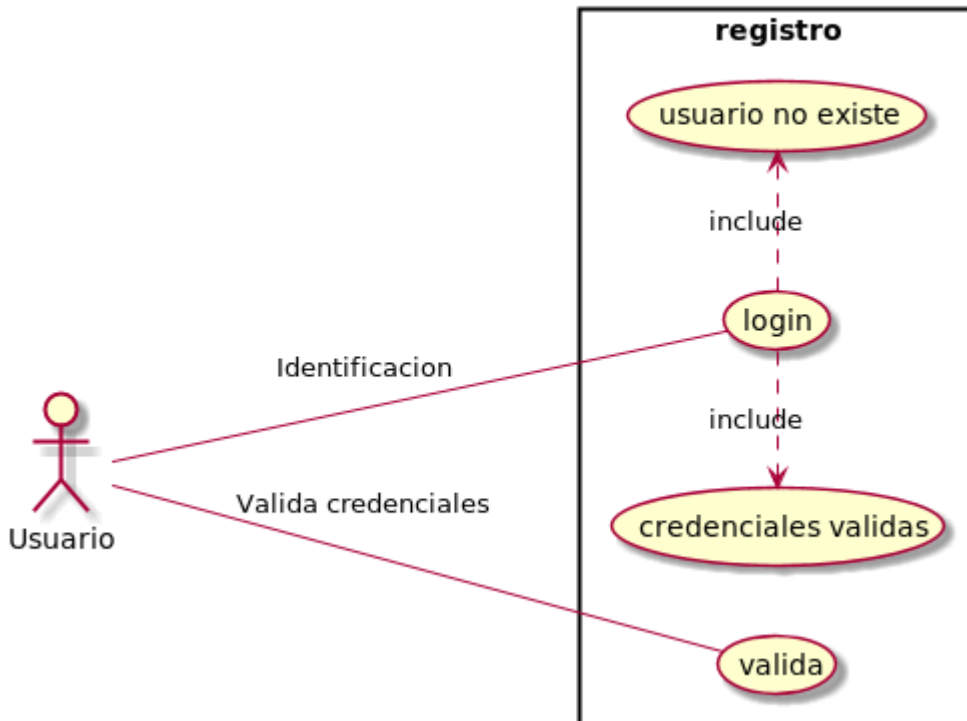 registro
usuario no existe
include
login
Identificacion
include
Valida credenciales
Usuario
credenciales validas
valida